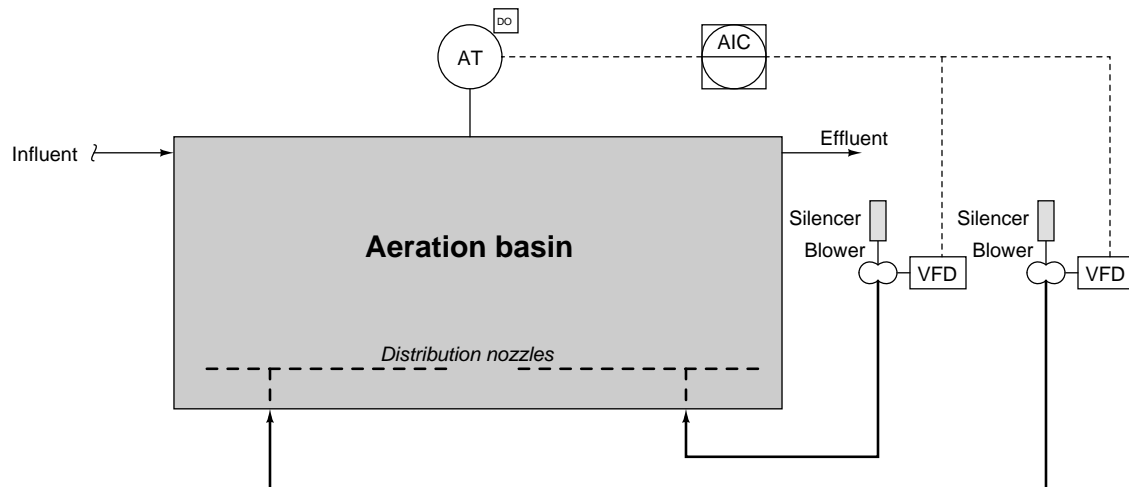 DO
AT
AIC
Influent
Effluent
Silencer
Silencer
Blower
Blower
VFD
VFD
Aeration basin
Distribution nozzles